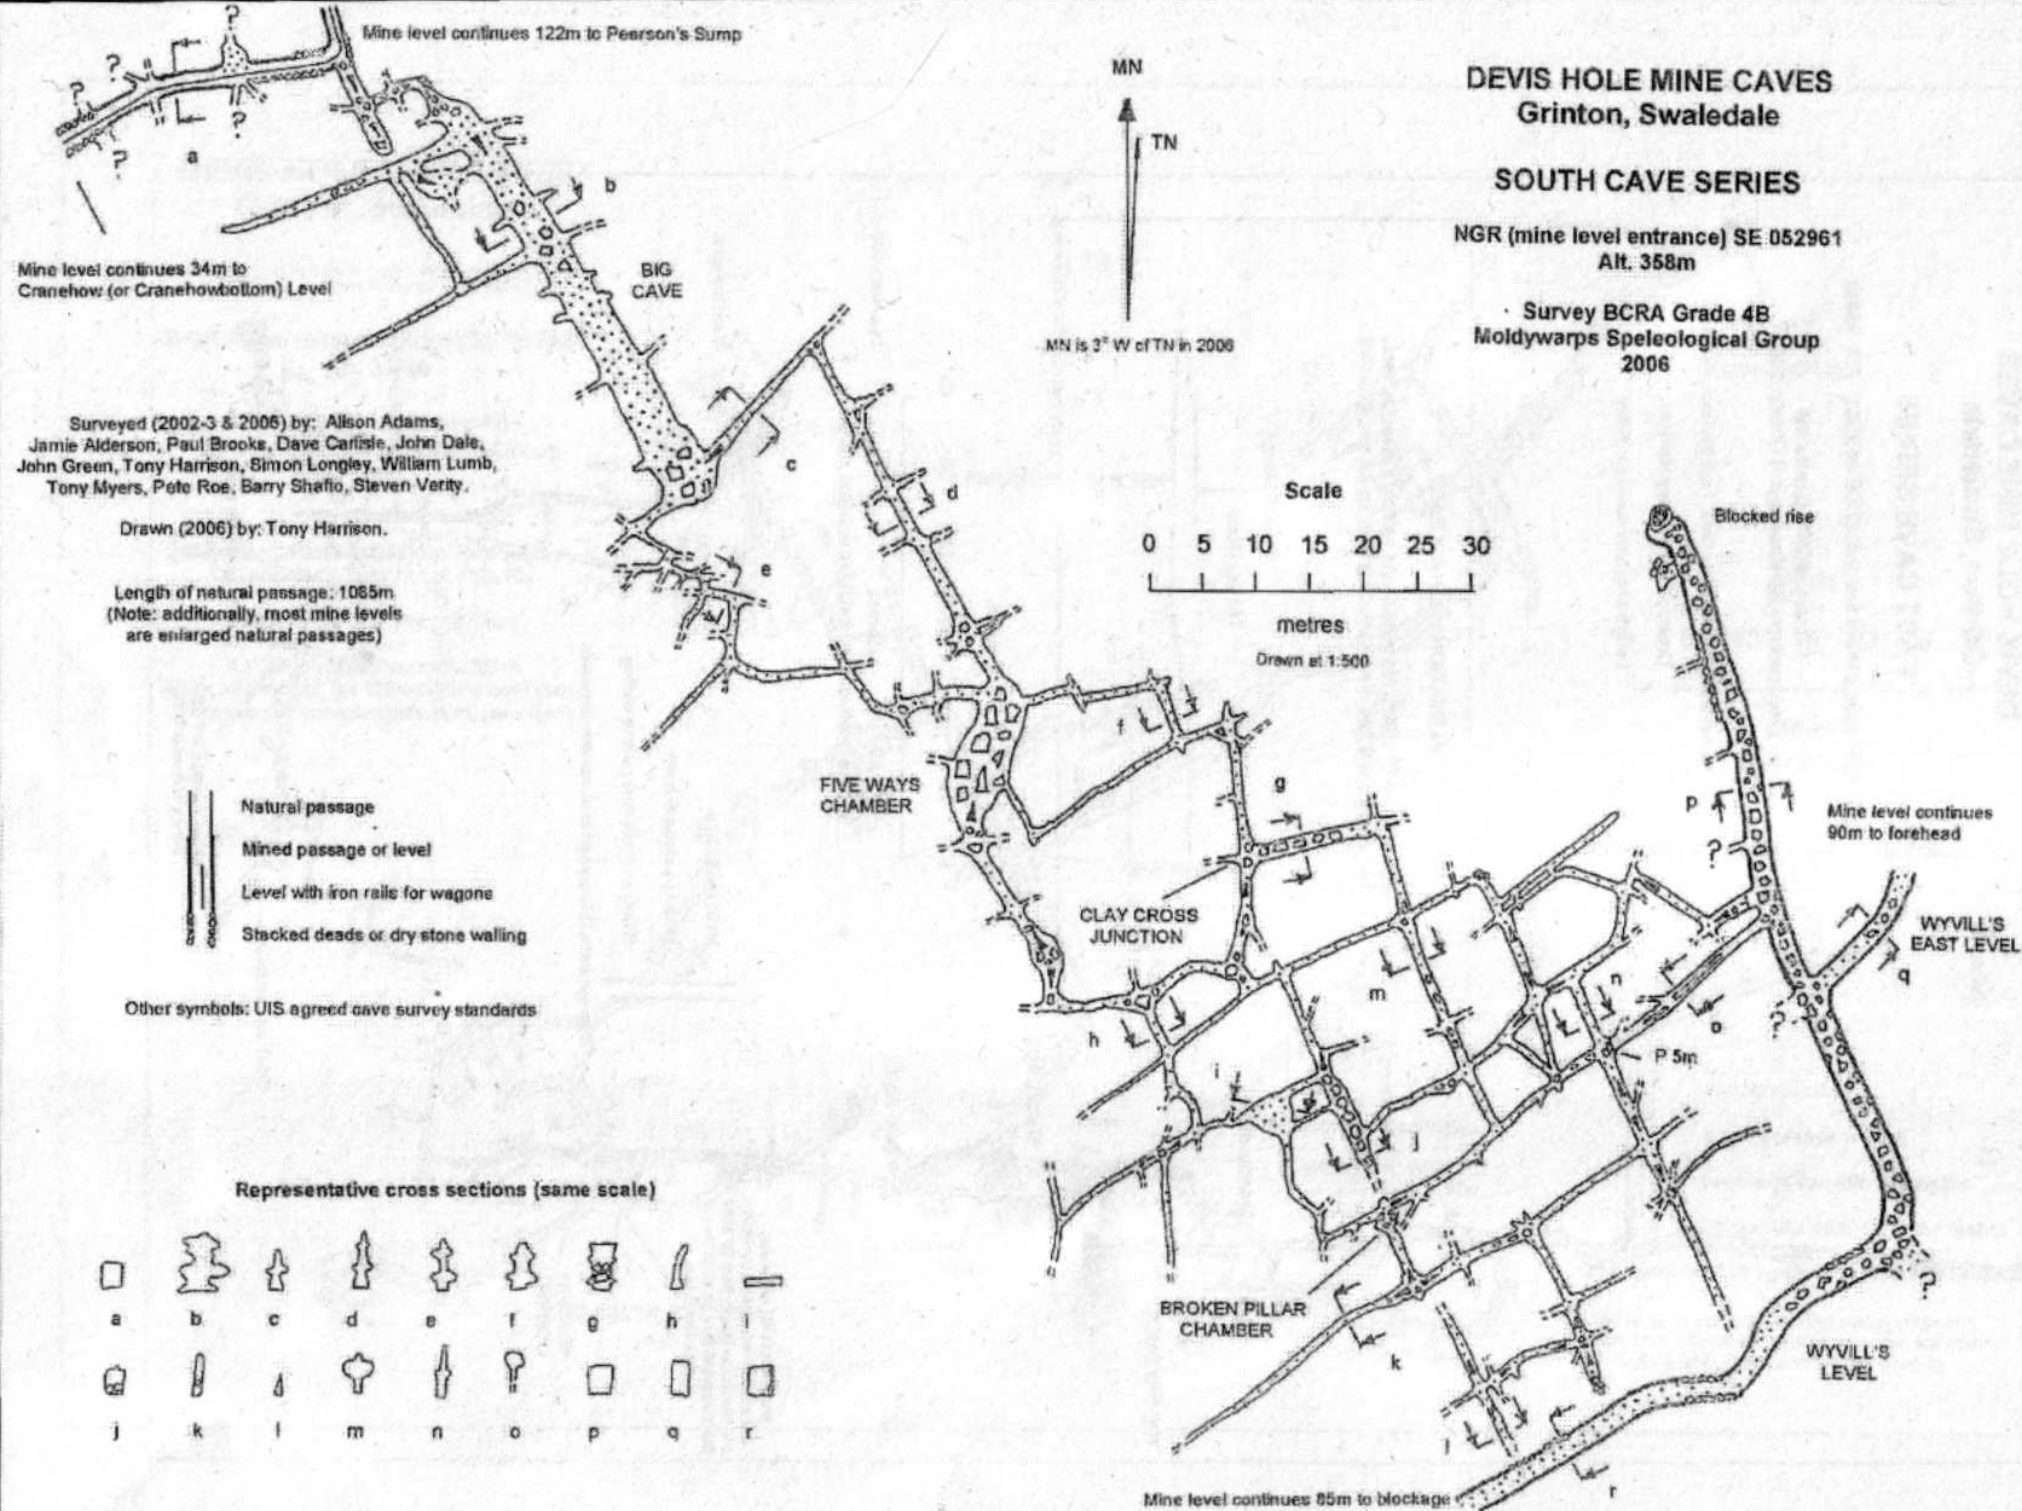 Mine level continues 122m to Pearson's Sump
DEVIS HOLE MINE CAVES
Grinton, Swaledale
SOUTH CAVE SERIES
NGR (mine level entrance) SE 052961
Alt. 358m
Survey BCRA Grade 4B
Moldywarps Speleological Group
2006
MN
TN
MN is 3° W of TN in 2006
?
?
?
?
?
a
b
Mine level continues 34m to
Cranehow (or Cranehowbottom) Level
BIG
CAVE
Surveyed (2002-3 & 2006) by: Alison Adams,
Jamie Alderson, Paul Brooks, Dave Carlisle, John Dale,
John Green, Tony Harrison, Simon Longley, William Lumb,
Tony Myers, Pete Roe, Barry Shafto, Steven Verity.
Drawn (2006) by: Tony Harrison.
Length of natural passage: 1085m
(Note: additionally, most mine levels
are enlarged natural passages)
c
d
e
Scale
0 5 10 15 20 25 30
metres
Drawn at 1:500
Blocked rise
f
g
FIVE WAYS
CHAMBER
Natural passage
Mined passage or level
Level with iron rails for wagons
Stacked deads or dry stone walling
Other symbols: UIS agreed cave survey standards
p
?
Mine level continues
90m to forehead
CLAY CROSS
JUNCTION
WYVILL'S
EAST LEVEL
q
m
n
o
?
h
P 5m
i
j
Representative cross sections (same scale)
a b c d e f g h i
j k l m n o p q r
BROKEN PILLAR
CHAMBER
k
?
WYVILL'S
LEVEL
l
r
Mine level continues 85m to blockage